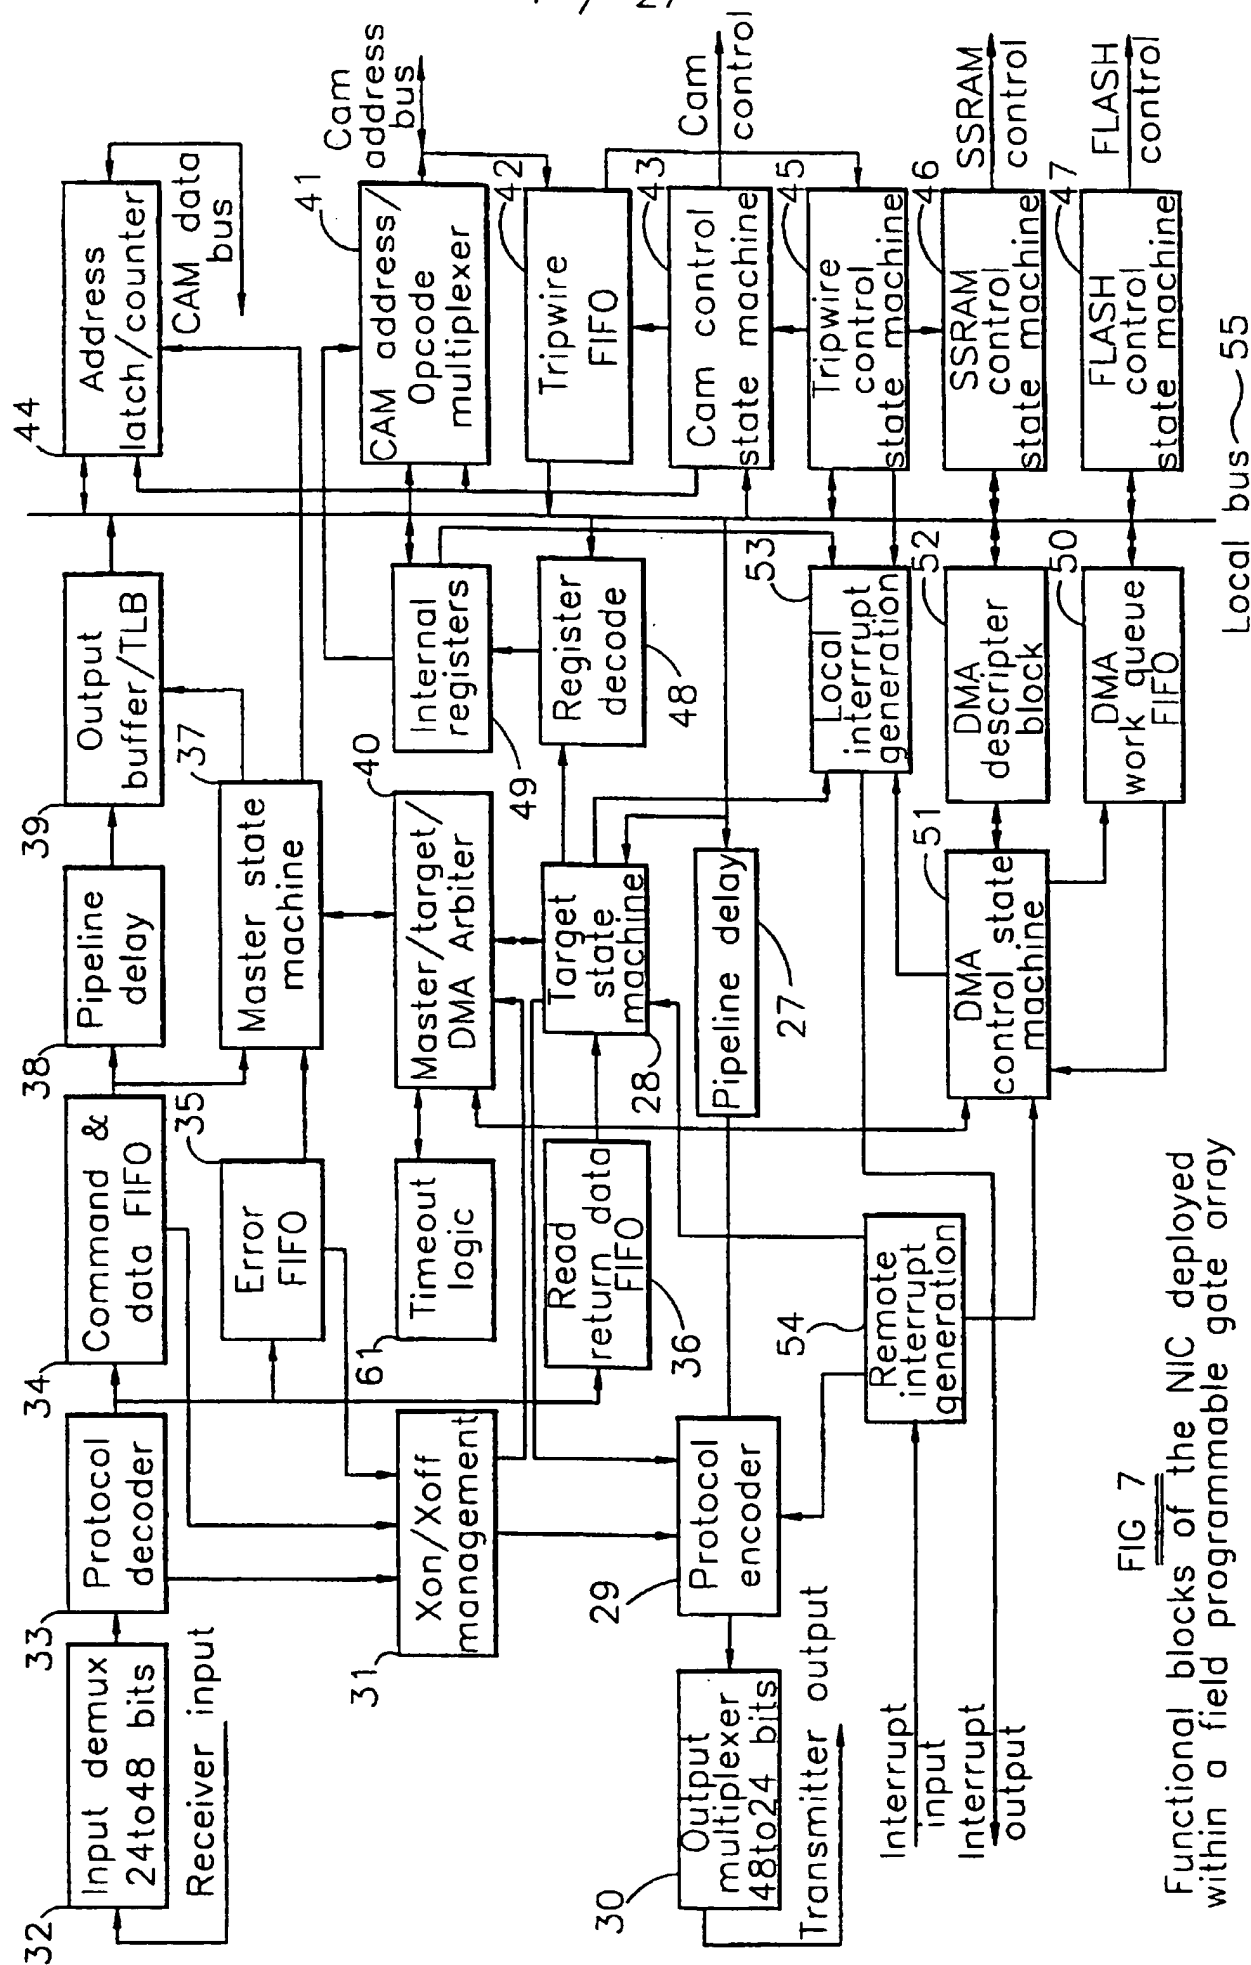 32
Input demux
24to48 bits
Receiver input
33
Protocol
decoder
34
Command &
data FIFO
38
Pipeline
delay
39
Output
buffer/TLB
44
Address
latch/counter
CAM data
bus
35
Error
FIFO
37
Master state
machine
31
Xon/Xoff
management
61
Timeout
logic
40
Master/target/
DMA Arbiter
49
Internal
registers
41
CAM address/
Opcode
multiplexer
Cam
address
bus
36
Read
return data
FIFO
28
Target
state
machine
48
Register
decode
42
Tripwire
FIFO
30
Output
multiplexer
48to24 bits
Transmitter output
29
Protocol
encoder
27
Pipeline delay
43
Cam control
state machine
Cam
control
53
Local
interrrupt
generation
45
Tripwire
control
state machine
54
Remote
interrupt
generation
Interrupt
input
Interrupt
output
51
DMA
control state
machine
52
DMA
descripter
block
46
SSRAM
control
state machine
SSRAM
control
50
DMA
work queue
FIFO
47
FLASH
control
state machine
FLASH
control
Local bus 55
FIG 7
Functional blocks of the NIC deployed
within a field programmable gate array